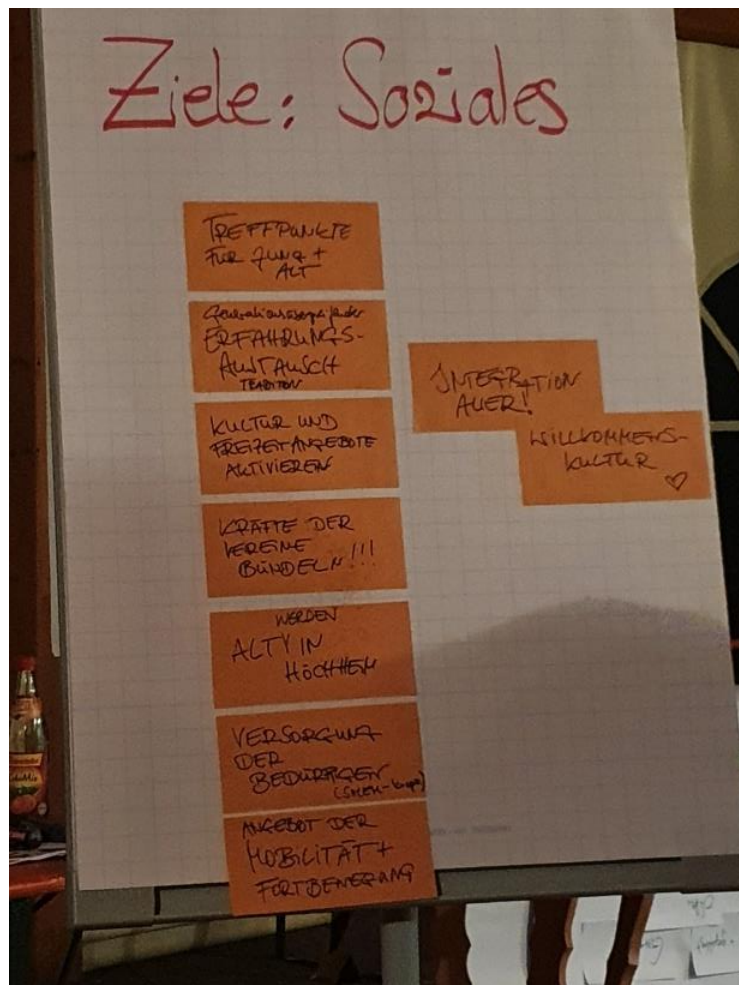 Ziele: Soziales
TREFFPUNKTE
FÜR JUNG +
ALT
Generationsübergreifender
ERFAHRUNGS-
AUSTAUSCH
TRADITION
KULTUR UND
FREIZEITANGEBOTE
AKTIVIEREN
KRÄFTE DER
VEREINE
BÜNDELN!!!
WERDEN
ALT IN
HÖCHHEIM
VERSORGUNG
DER
BEDÜRFTIGEN
ANGEBOT DER
MOBILITÄT +
FORTBEWEGUNG
INTEGRATION
ALLER!
WILLKOMMENS-
KULTUR ♡